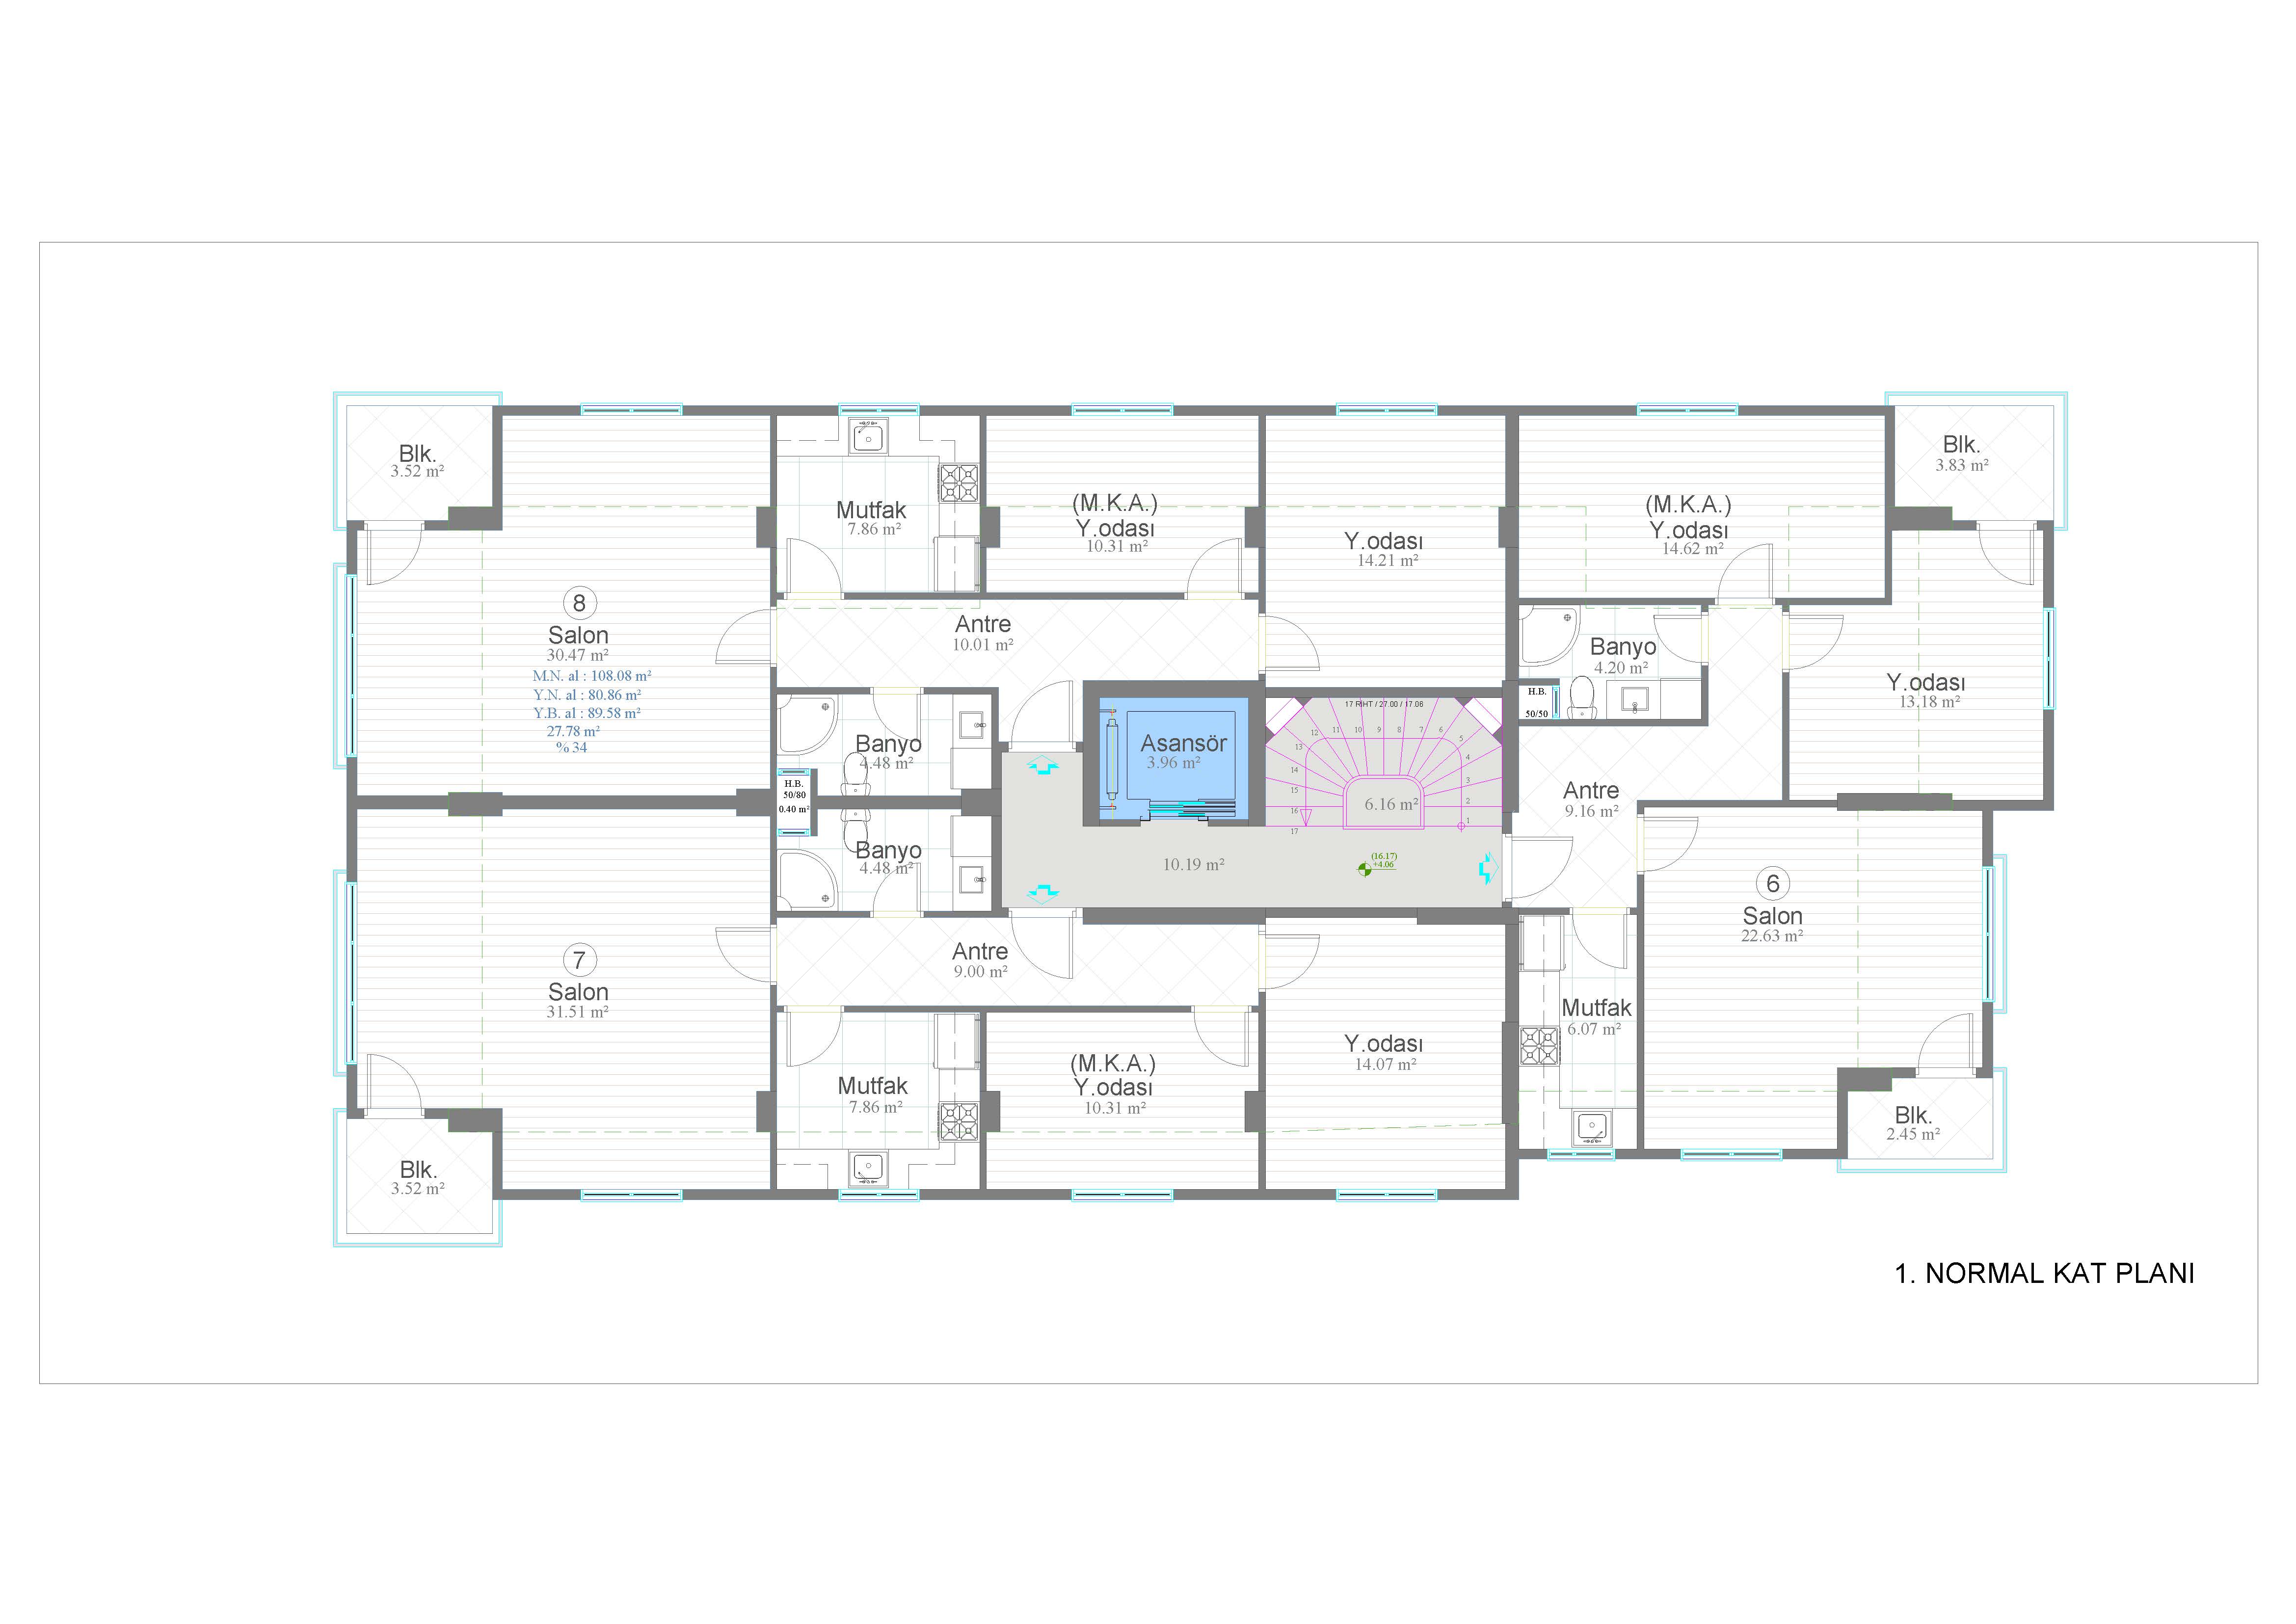 Blk.
3.52 m²
Mutfak
7.86 m²
(M.K.A.)
Y.odası
10.31 m²
Y.odası
14.21 m²
(M.K.A.)
Y.odası
14.62 m²
Blk.
3.83 m²
8
Salon
30.47 m²
M.N. al : 108.08 m²
Y.N. al : 80.86 m²
Y.B. al : 89.58 m²
27.78 m²
% 34
Antre
10.01 m²
Banyo
4.20 m²
H.B.
50/50
Y.odası
13.18 m²
Banyo
4.48 m²
H.B.
50/80
0.40 m²
Banyo
4.48 m²
Asansör
3.96 m²
17 RIHT / 27.00 / 17.06
1
2
3
4
5
6
7
8
9
10
11
12
13
14
15
16
17
6.16 m²
10.19 m²
(16.17)
+4.06
Antre
9.16 m²
6
Salon
22.63 m²
7
Salon
31.51 m²
Antre
9.00 m²
Mutfak
7.86 m²
(M.K.A.)
Y.odası
10.31 m²
Y.odası
14.07 m²
Mutfak
6.07 m²
Blk.
2.45 m²
Blk.
3.52 m²
1. NORMAL KAT PLANI